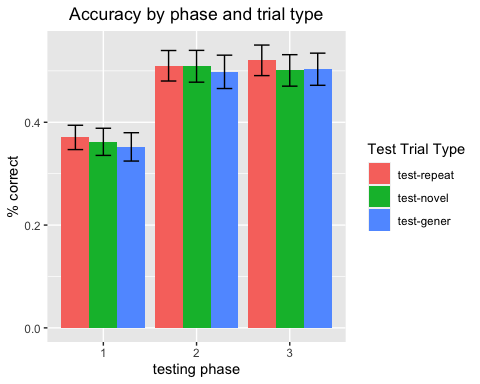 Accuracy by phase and trial type
% correct
0.4
0.2
0.0
1
2
3
testing phase
Test Trial Type
test-repeat
test-novel
test-gener